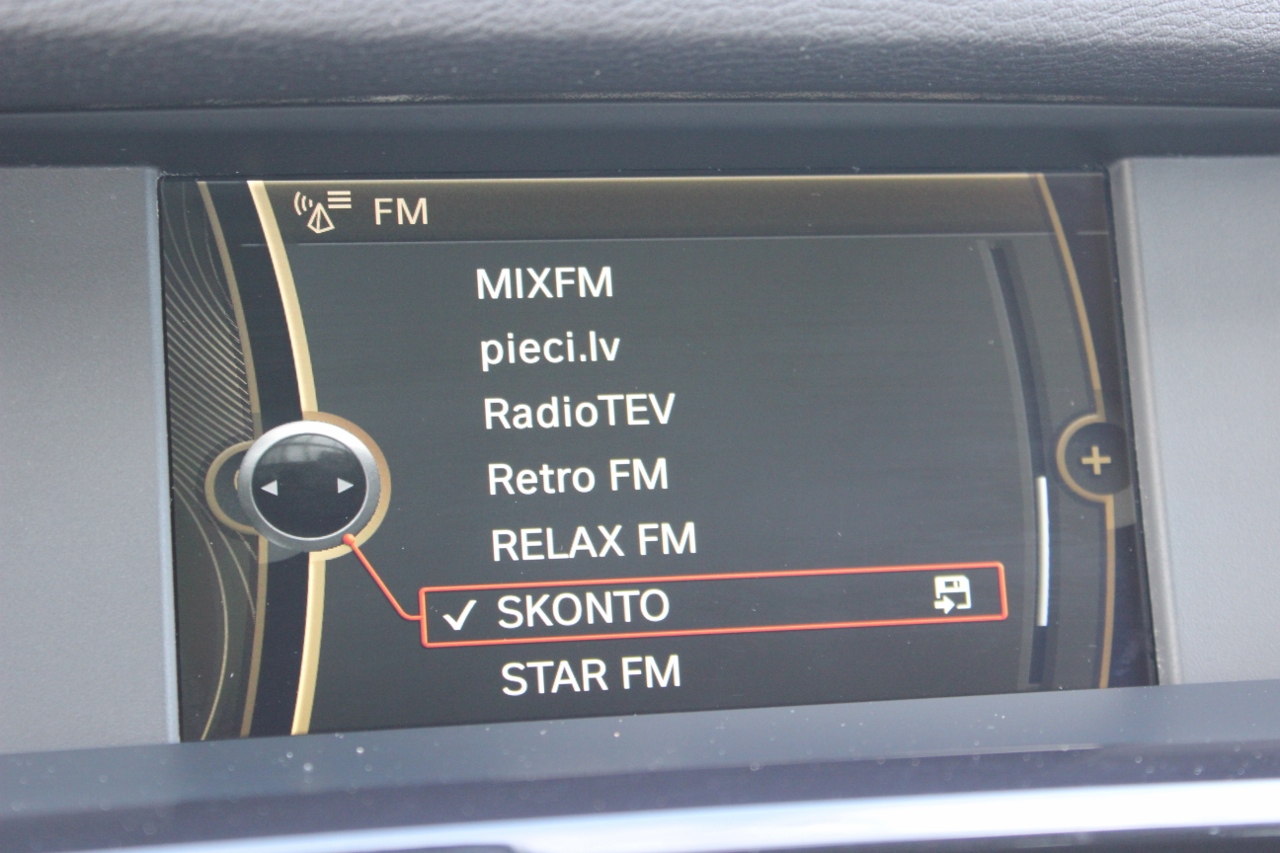 FM
MIXFM
pieci.lv
RadioTEV
Retro FM
RELAX FM
SKONTO
STAR FM